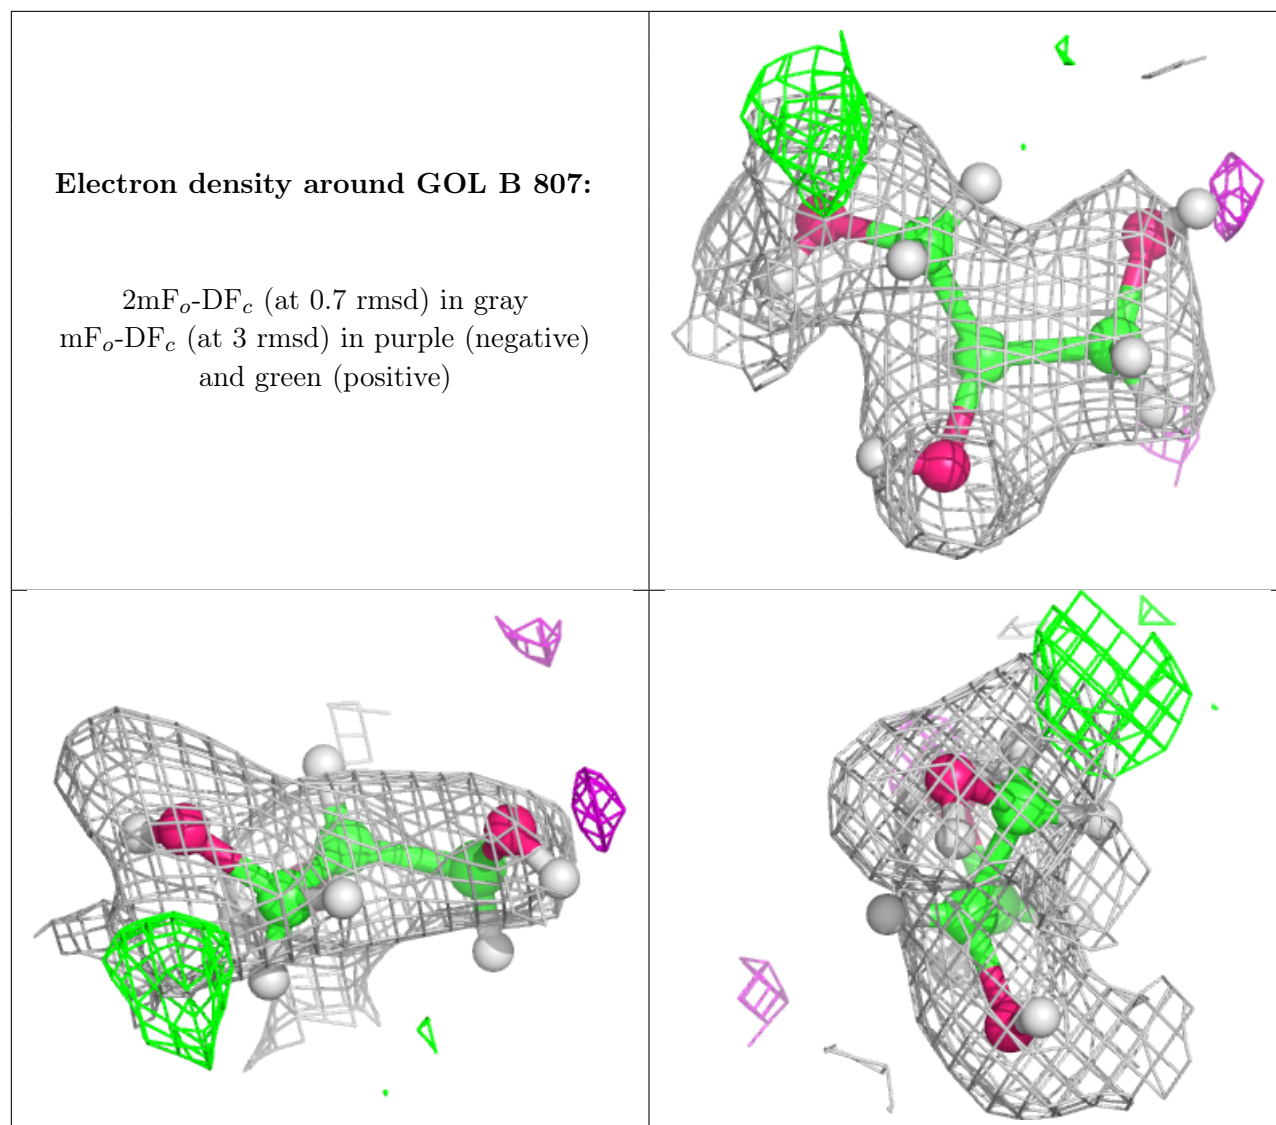 Electron density around GOL B 807:
2mFo-DFc (at 0.7 rmsd) in gray
mFo-DFc (at 3 rmsd) in purple (negative)
and green (positive)